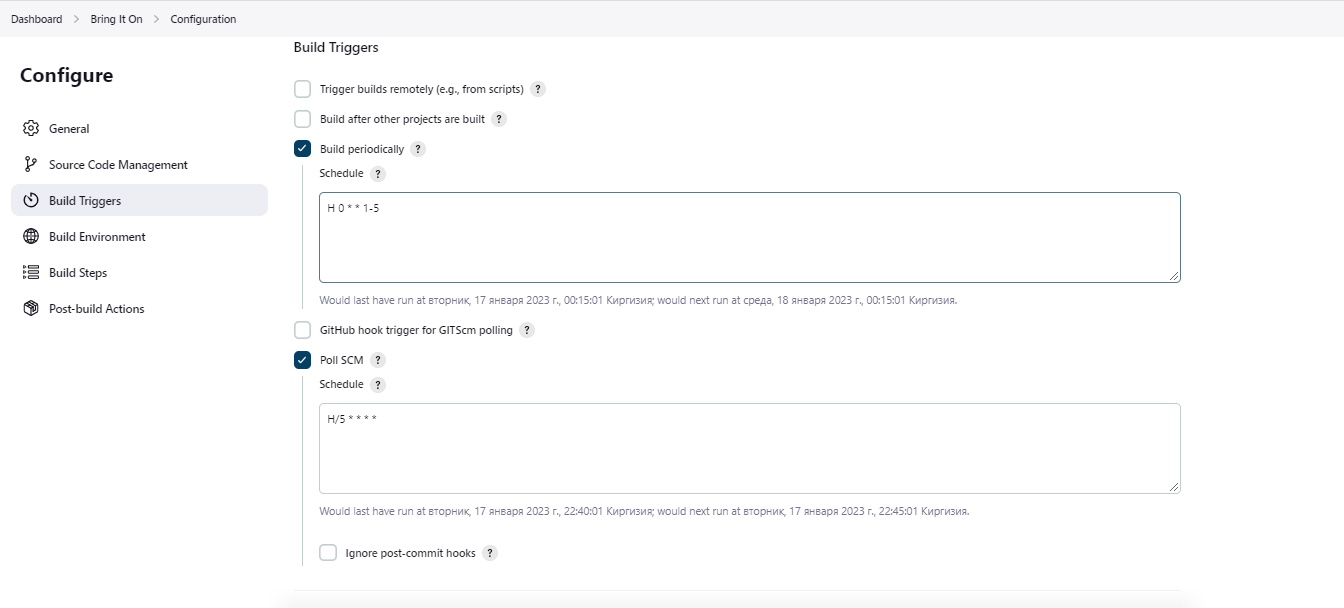 Dashboard > Bring It On > Configuration
Configure
General
Source Code Management
Build Triggers
Build Environment
Build Steps
Post-build Actions
Build Triggers
Trigger builds remotely (e.g., from scripts) ?
Build after other projects are built ?
Build periodically ?
Schedule ?
H 0 * * 1-5
Would last have run at вторник, 17 января 2023 г., 00:15:01 Киргизия; would next run at среда, 18 января 2023 г., 00:15:01 Киргизия.
GitHub hook trigger for GITScm polling ?
Poll SCM ?
Schedule ?
H/5 * * * *
Would last have run at вторник, 17 января 2023 г., 22:40:01 Киргизия; would next run at вторник, 17 января 2023 г., 22:45:01 Киргизия.
Ignore post-commit hooks ?